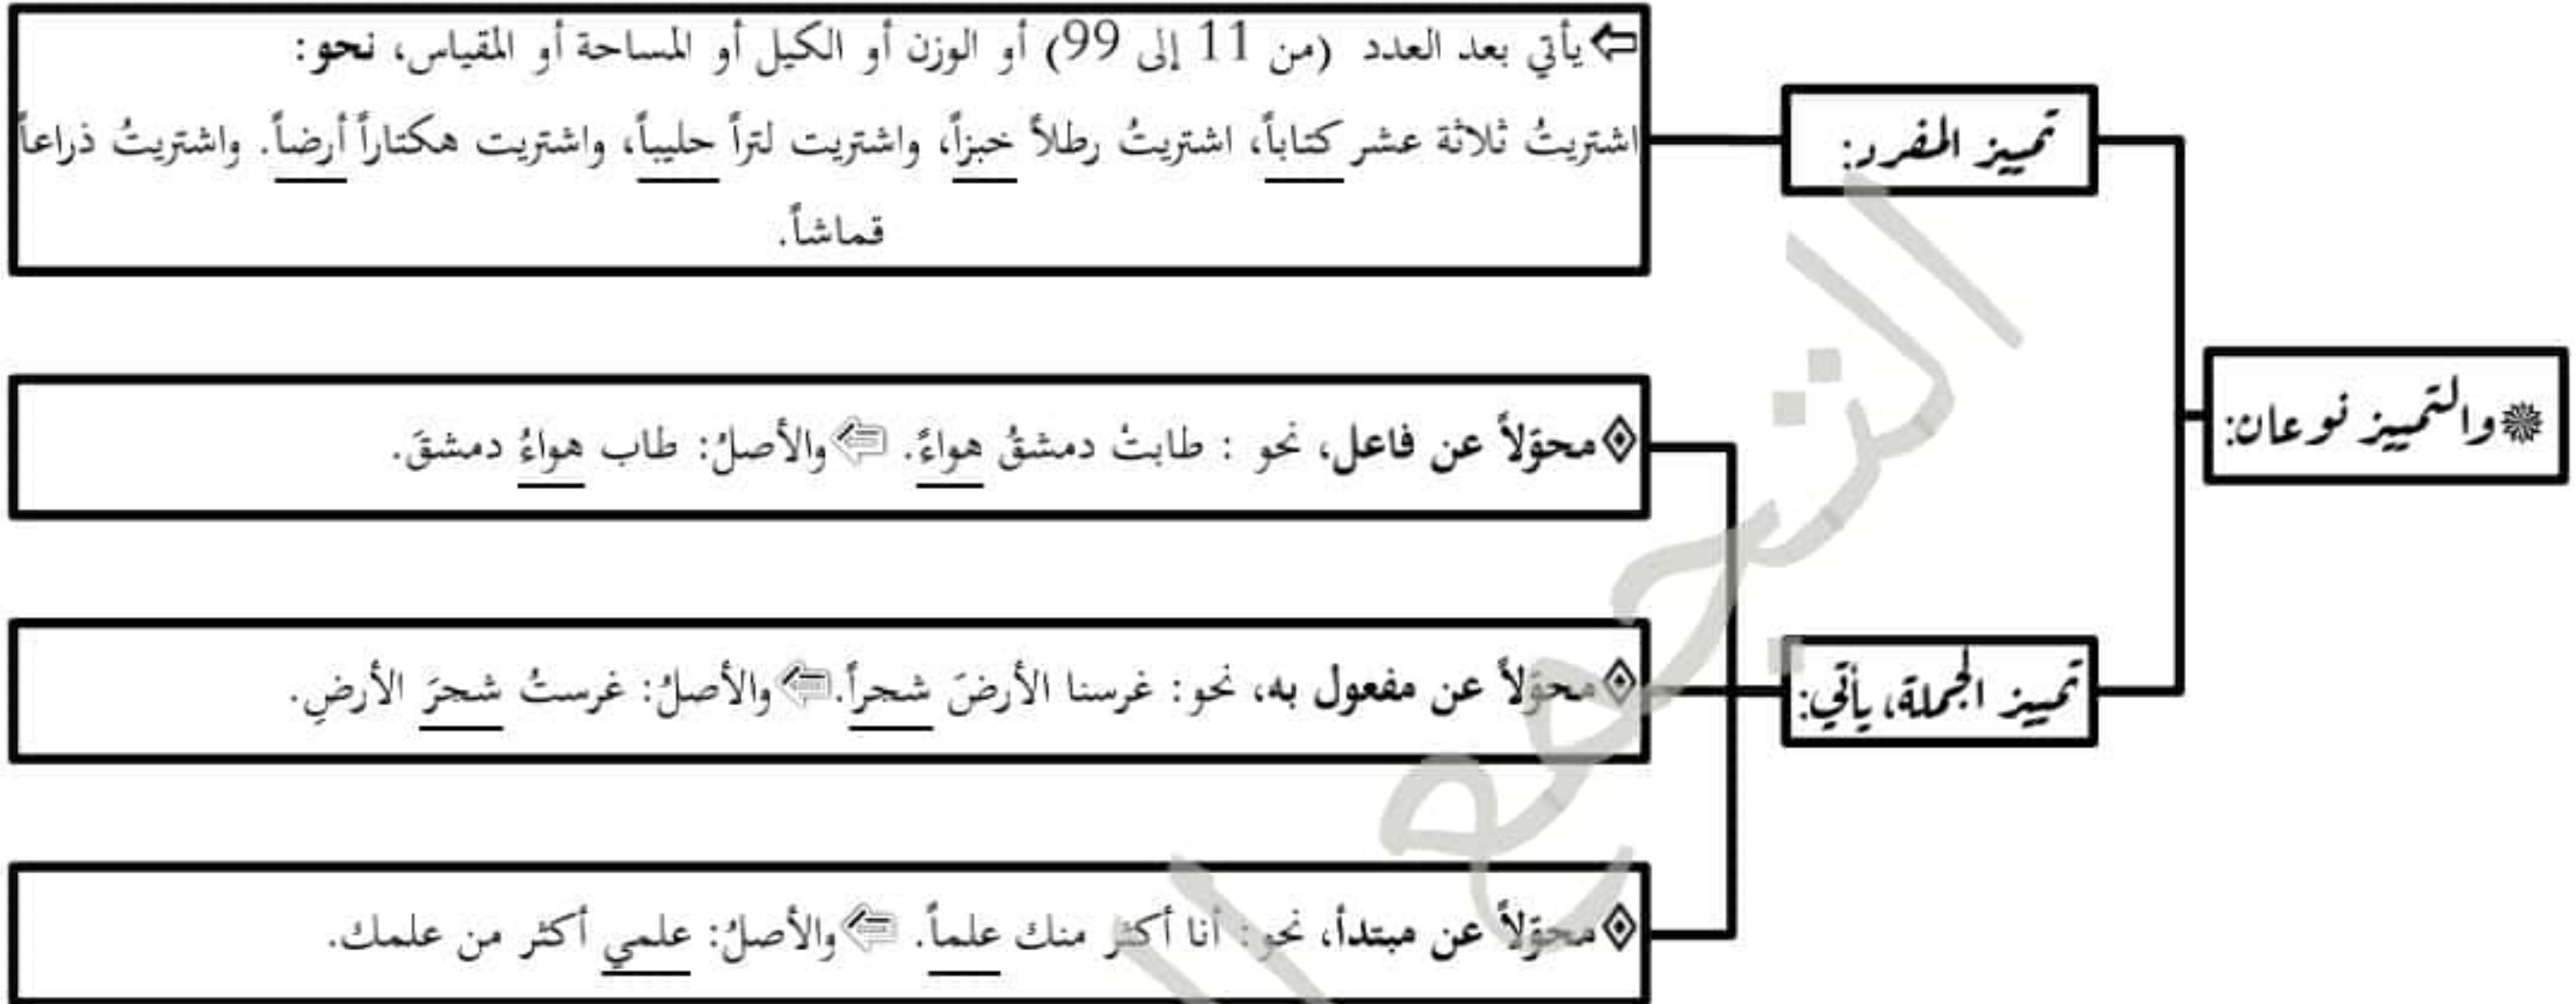 ❋والتمييز نوعان:
تمييز المفرد:
⇦يأتي بعد العدد (من 11 إلى 99) أو الوزن أو الكيل أو المساحة أو المقياس، نحو:
اشتريتُ ثلاثة عشر كتاباً، اشتريتُ رطلاً خبزاً، واشتريت لتراً حليباً، واشتريت هكتاراً أرضاً. واشتريتُ ذراعاً
قماشاً.
تمييز الجملة، يأتي:
محوّلاً عن فاعل، نحو : طابتْ دمشقُ هواءً. ⇦والأصلُ: طاب هواءُ دمشقَ.
محوّلاً عن مفعول به، نحو: غرسنا الأرضَ شجراً.⇦والأصلُ: غرستُ شجرَ الأرضِ.
محوّلاً عن مبتدأ، نحو: أنا أكثر منك علماً. ⇦والأصلُ: علمي أكثر من علمك.